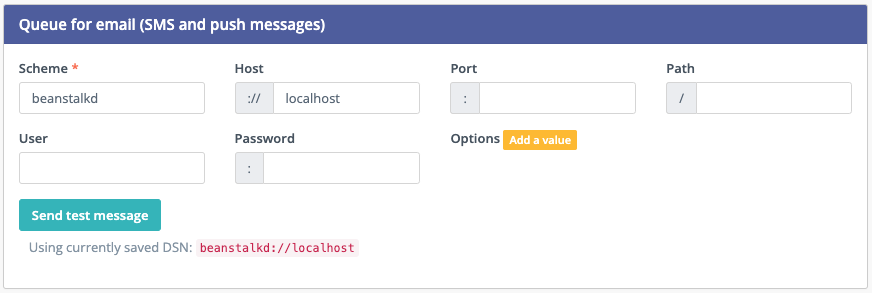 Queue for email (SMS and push messages)
Scheme * Host Port Path
beanstalkd :// localhost : /
User Password Options Add a value
:
Send test message
Using currently saved DSN: beanstalkd://localhost